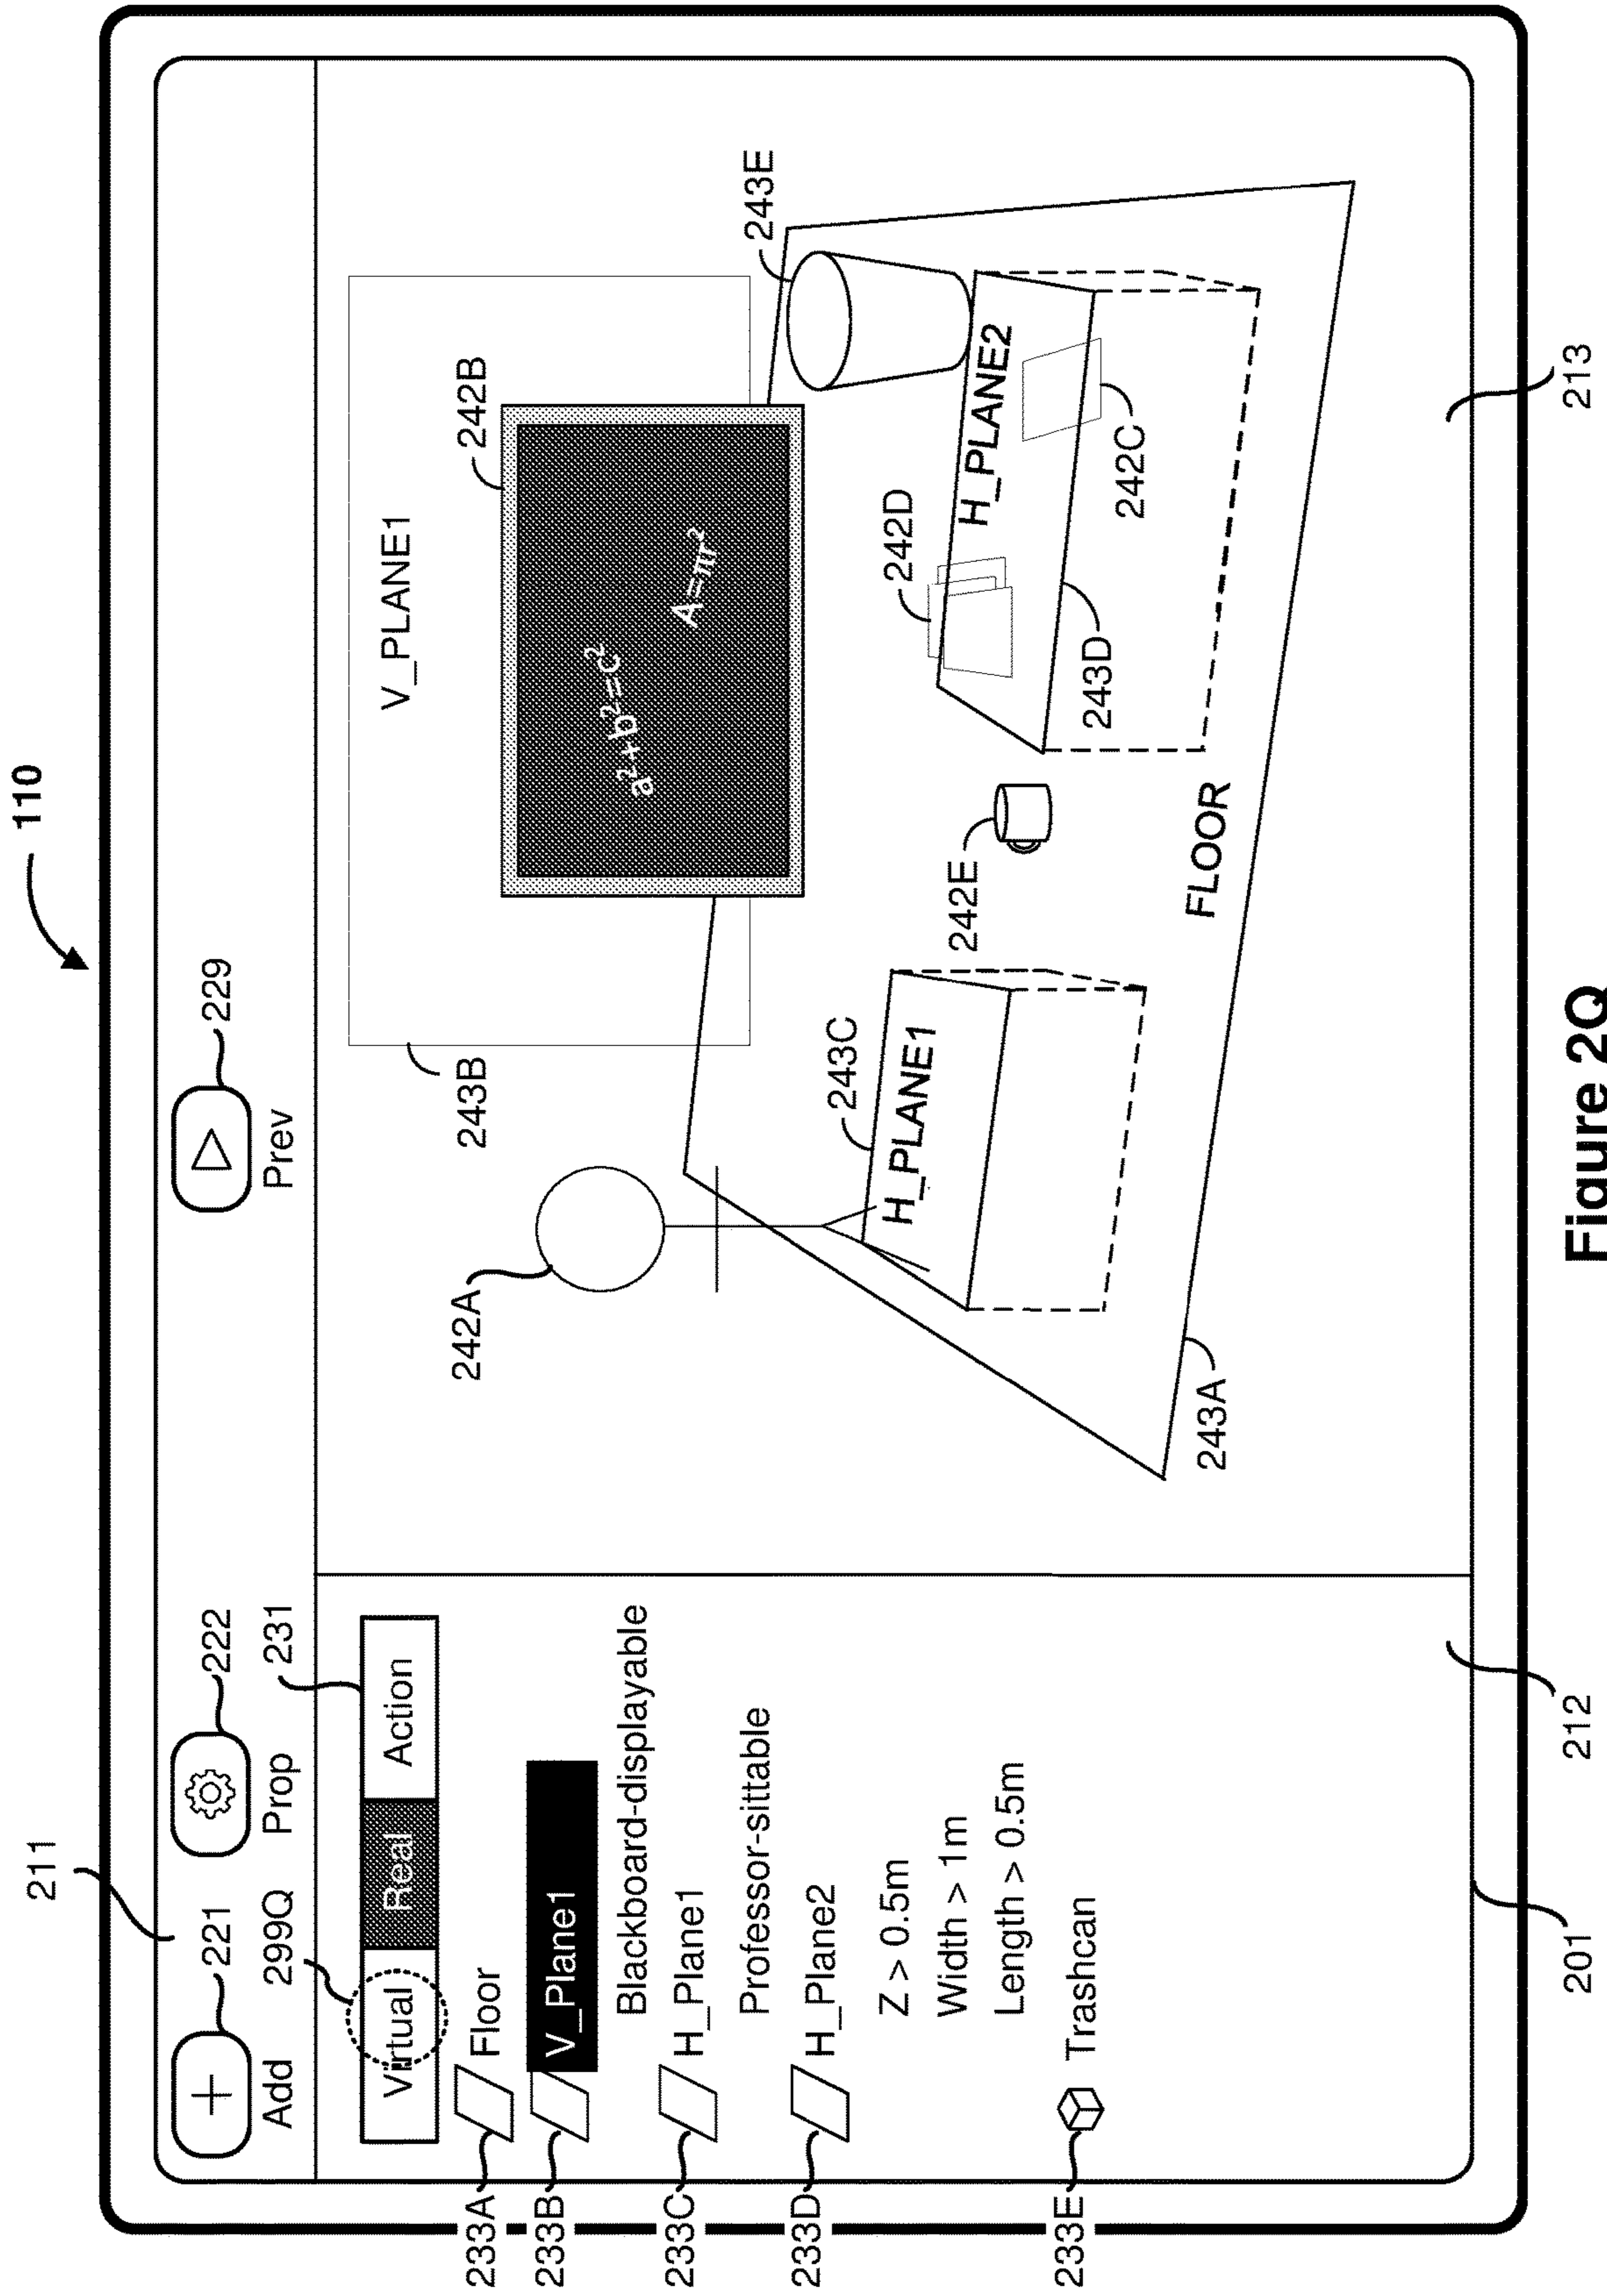 110
211
221
222
229
Add
Prop
Prev
299Q
231
Virtual
Real
Action
233A
Floor
233B
V_Plane1
Blackboard-displayable
233C
H_Plane1
Professor-sittable
233D
H_Plane2
Z > 0.5m
Width > 1m
Length > 0.5m
233E
Trashcan
V_PLANE1
243B
242A
242B
a²+b²=c²
A=πr²
243E
243C
H_PLANE1
242E
242D
H_PLANE2
242C
243D
FLOOR
243A
201
212
213
Figure 2Q